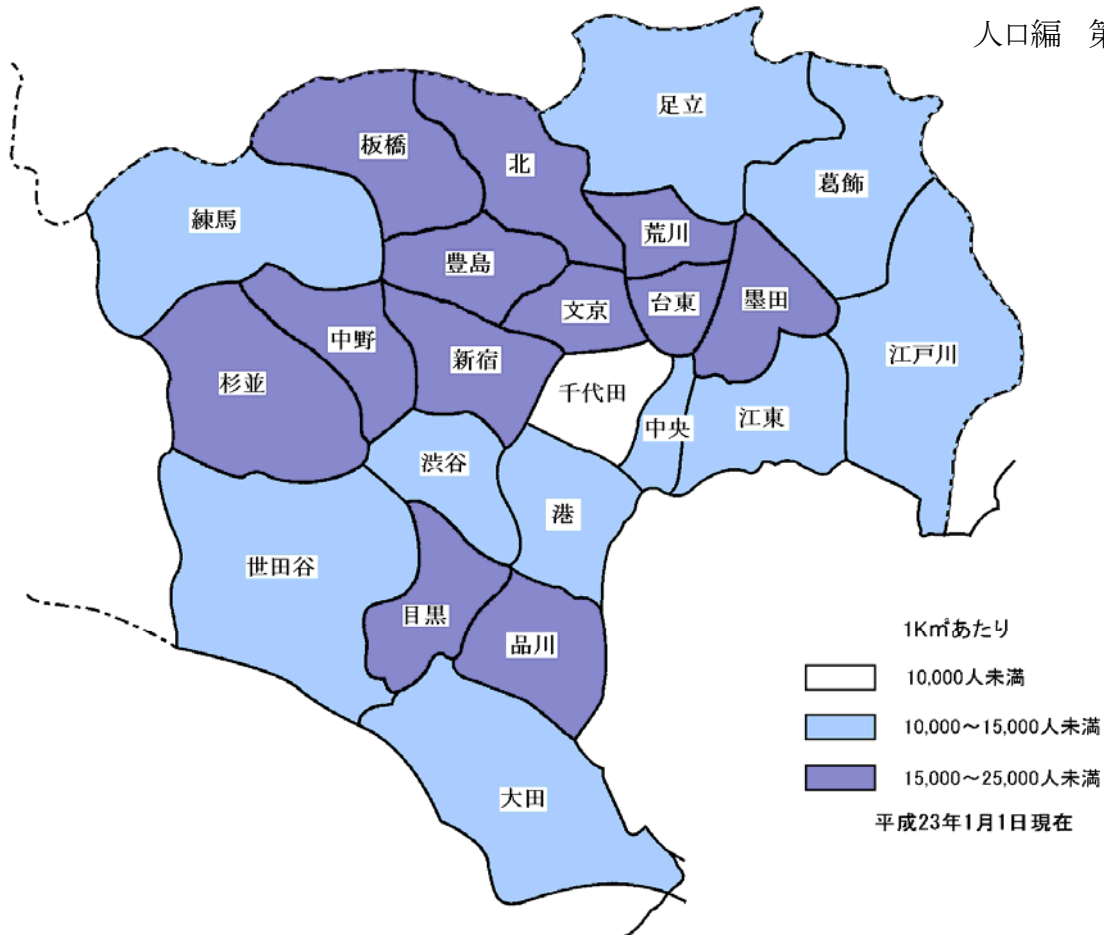 人口編 第
足立
板橋
北
葛飾
練馬
荒川
豊島
台東
墨田
文京
中野
新宿
江戸川
杉並
千代田
中央
江東
渋谷
港
世田谷
目黒
品川
大田
1K㎡あたり
10,000人未満
10,000～15,000人未満
15,000～25,000人未満
平成23年1月1日現在